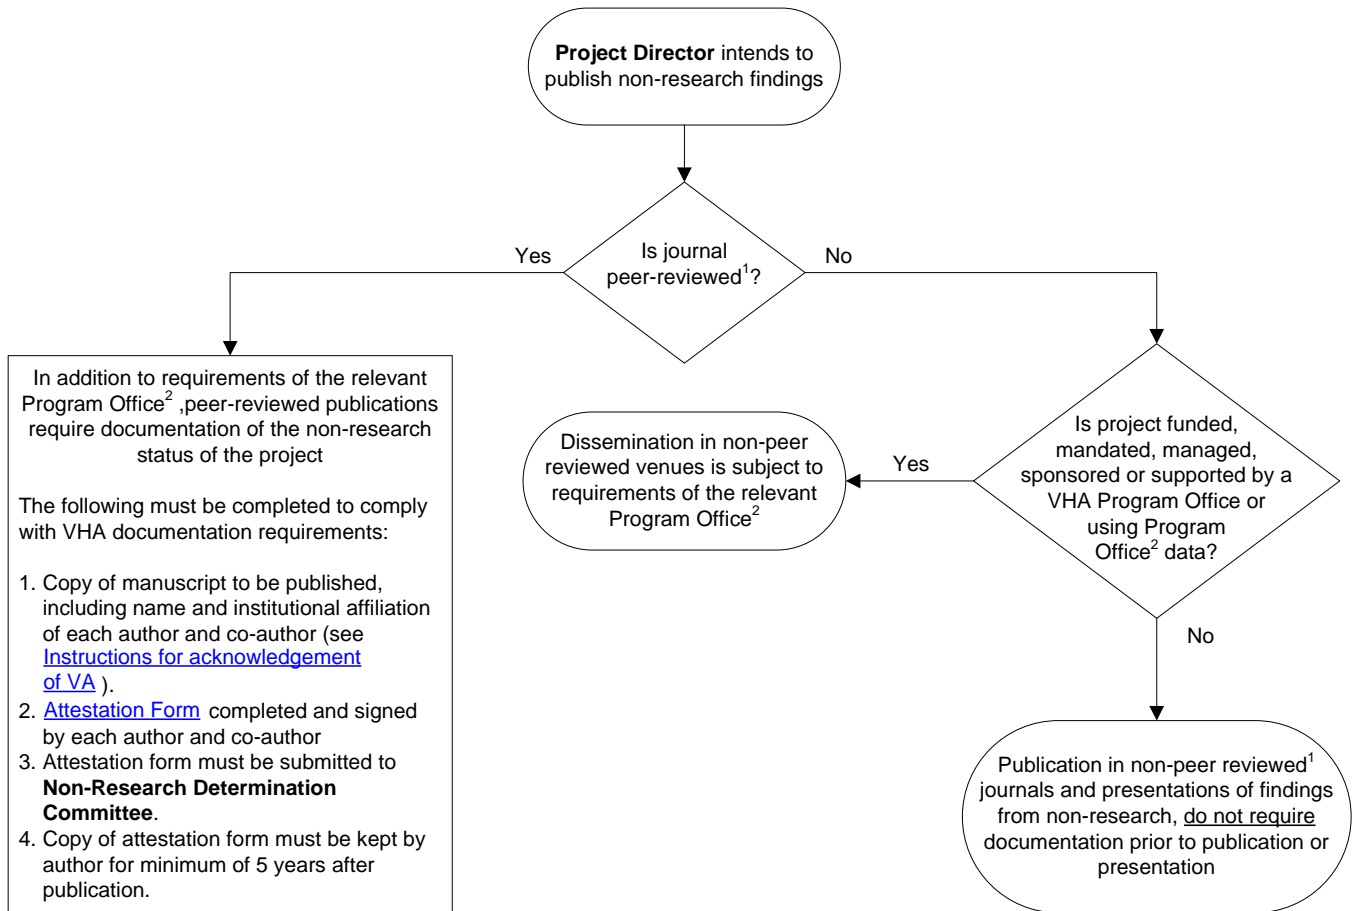 Project Director intends to
publish non-research findings
Is journal
peer-reviewed1?
Yes
No
In addition to requirements of the relevant
Program Office2 ,peer-reviewed publications
require documentation of the non-research
status of the project
The following must be completed to comply
with VHA documentation requirements:
1. Copy of manuscript to be published,
including name and institutional affiliation
of each author and co-author (see
Instructions for acknowledgement
of VA ).
2. Attestation Form completed and signed
by each author and co-author
3. Attestation form must be submitted to
Non-Research Determination
Committee.
4. Copy of attestation form must be kept by
author for minimum of 5 years after
publication.
Dissemination in non-peer
reviewed venues is subject to
requirements of the relevant
Program Office2
Yes
Is project funded,
mandated, managed,
sponsored or supported by a
VHA Program Office or
using Program
Office2 data?
No
Publication in non-peer reviewed1
journals and presentations of findings
from non-research, do not require
documentation prior to publication or
presentation